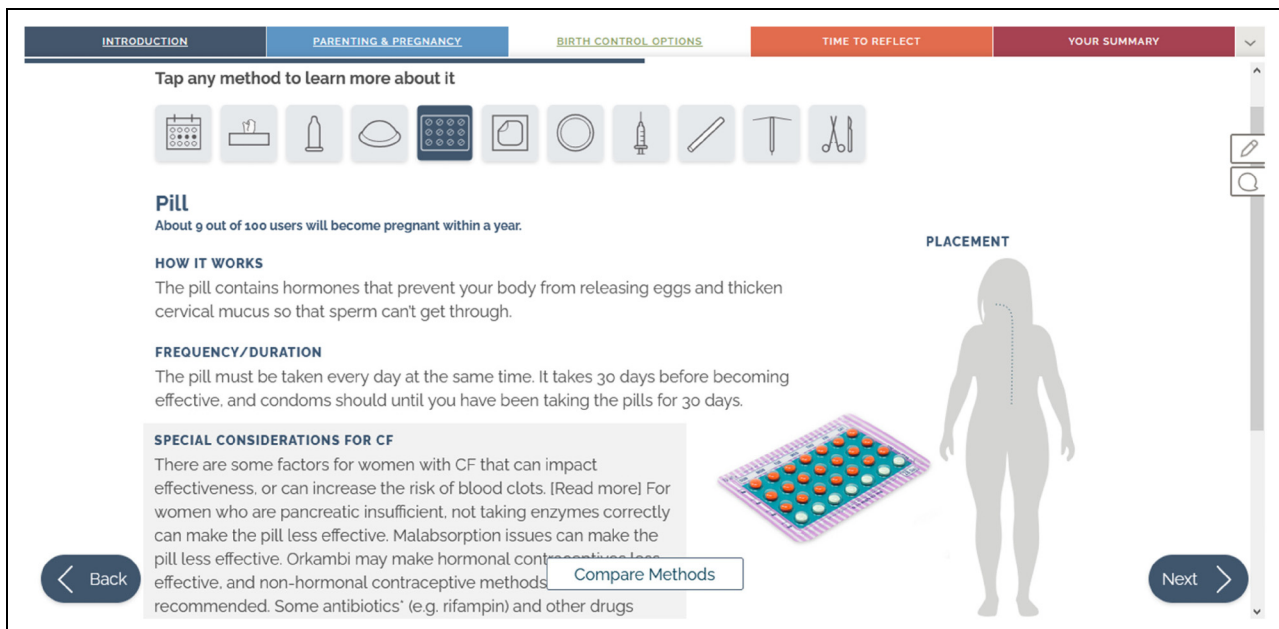 INTRODUCTION
PARENTING & PREGNANCY
BIRTH CONTROL OPTIONS
TIME TO REFLECT
YOUR SUMMARY
Tap any method to learn more about it
Pill
About 9 out of 100 users will become pregnant within a year.
HOW IT WORKS
The pill contains hormones that prevent your body from releasing eggs and thicken
cervical mucus so that sperm can't get through.
FREQUENCY/DURATION
The pill must be taken every day at the same time. It takes 30 days before becoming
effective, and condoms should until you have been taking the pills for 30 days.
SPECIAL CONSIDERATIONS FOR CF
There are some factors for women with CF that can impact
effectiveness, or can increase the risk of blood clots. [Read more] For
women who are pancreatic insufficient, not taking enzymes correctly
can make the pill less effective. Malabsorption issues can make the
pill less effective. Orkambi may make hormonal
effective, and non-hormonal contraceptive methods
recommended. Some antibiotics* (e.g. rifampin) and other drugs
PLACEMENT
Back
Compare Methods
Next